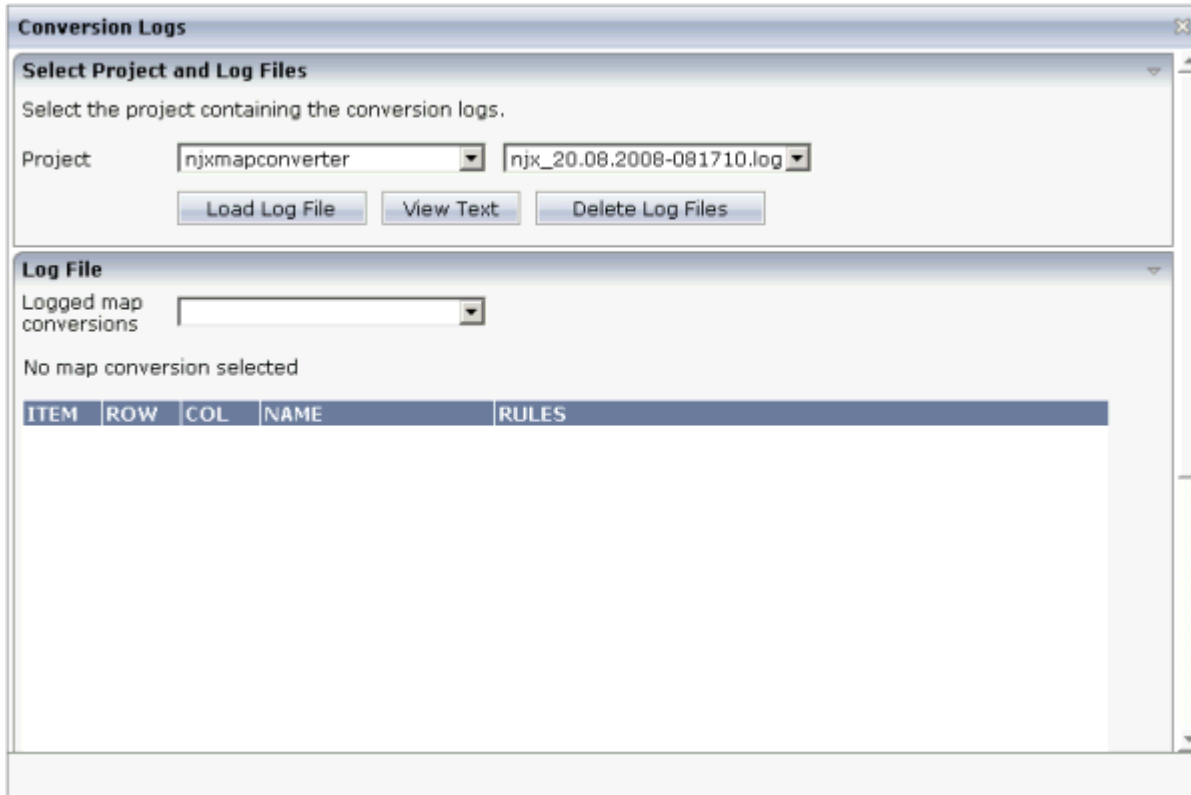 Conversion Logs
Select Project and Log Files
Select the project containing the conversion logs.
Project njxmapconverter njx_20.08.2008-081710.log
Load Log File View Text Delete Log Files
Log File
Logged map
conversions
No map conversion selected
ITEM ROW COL NAME RULES